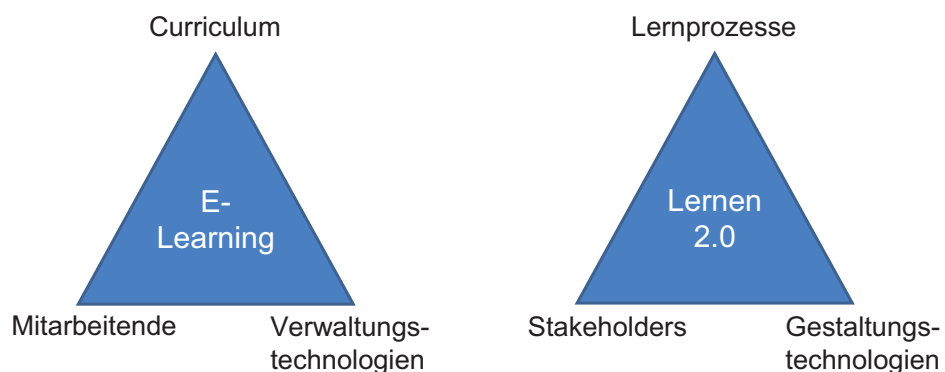 Curriculum
E-
Learning
Mitarbeitende
Verwaltungs-
technologien
Lernprozesse
Lernen
2.0
Stakeholders
Gestaltungs-
technologien